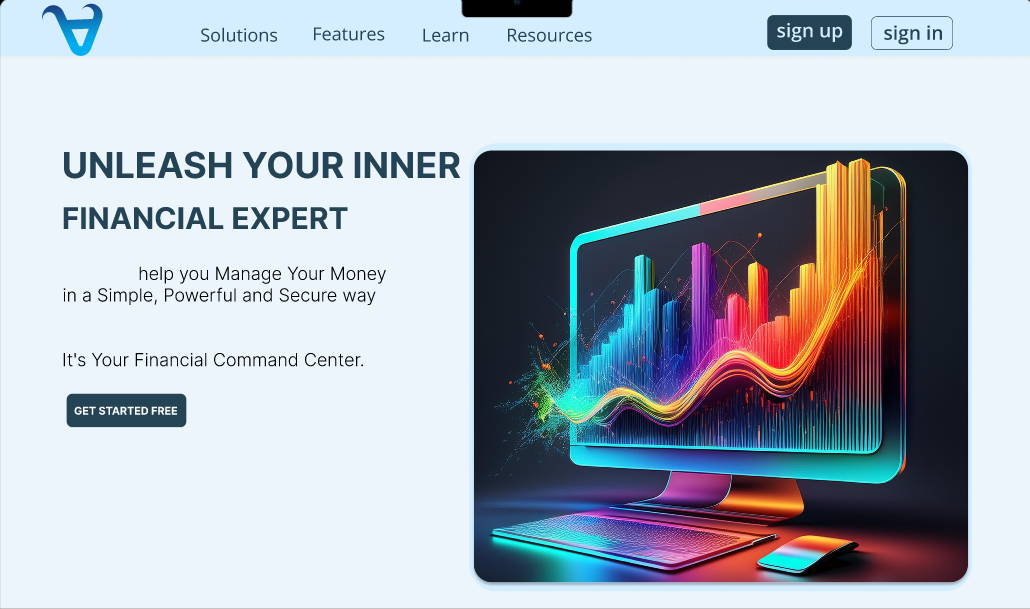 Solutions
Features
Learn
Resources
sign up
sign in
UNLEASH YOUR INNER
FINANCIAL EXPERT
help you Manage Your Money
in a Simple, Powerful and Secure way
It's Your Financial Command Center.
GET STARTED FREE